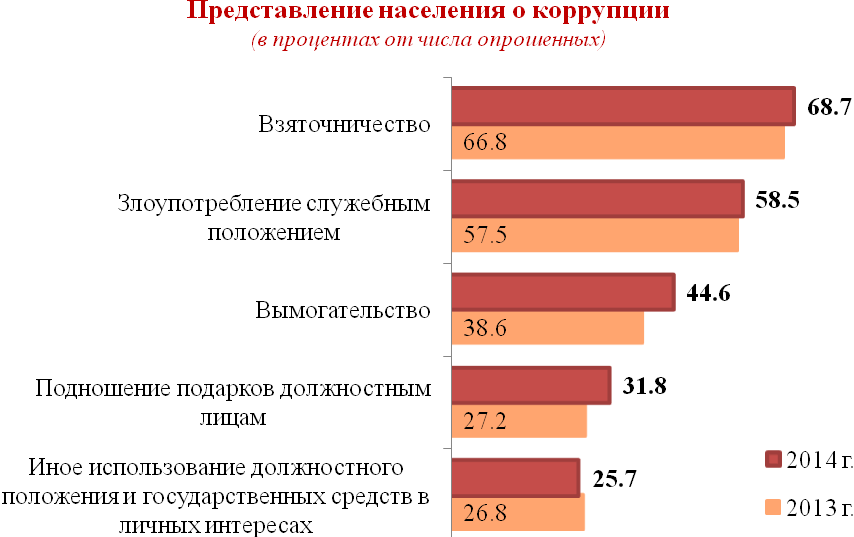 Представление населения о коррупции
(в процентах от числа опрошенных)
Взяточничество
68.7
66.8
Злоупотребление служебным
положением
58.5
57.5
Вымогательство
44.6
38.6
Подношение подарков должностным
лицам
31.8
27.2
Иное использование должностного
положения и государственных средств в
личных интересах
25.7
26.8
2014 г.
2013 г.